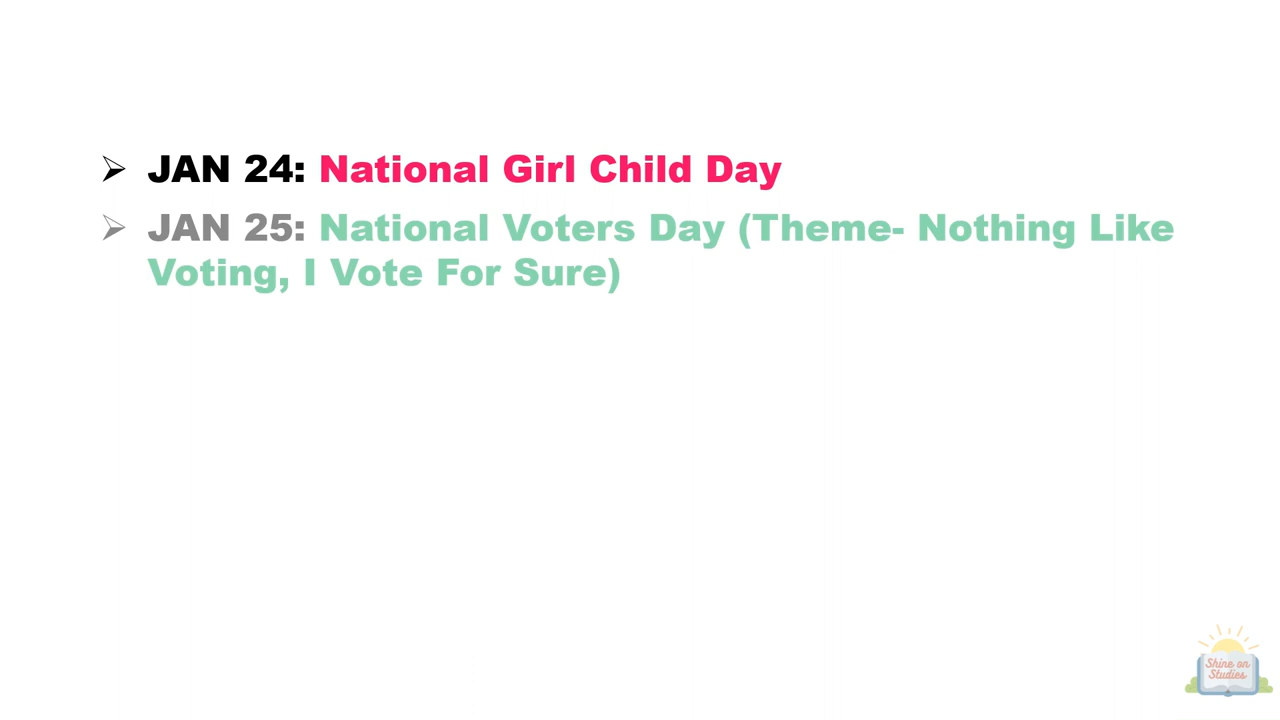 JAN 24: National Girl Child Day
JAN 25: National Voters Day (Theme- Nothing Like
Voting, I Vote For Sure)
Shine on
Studies